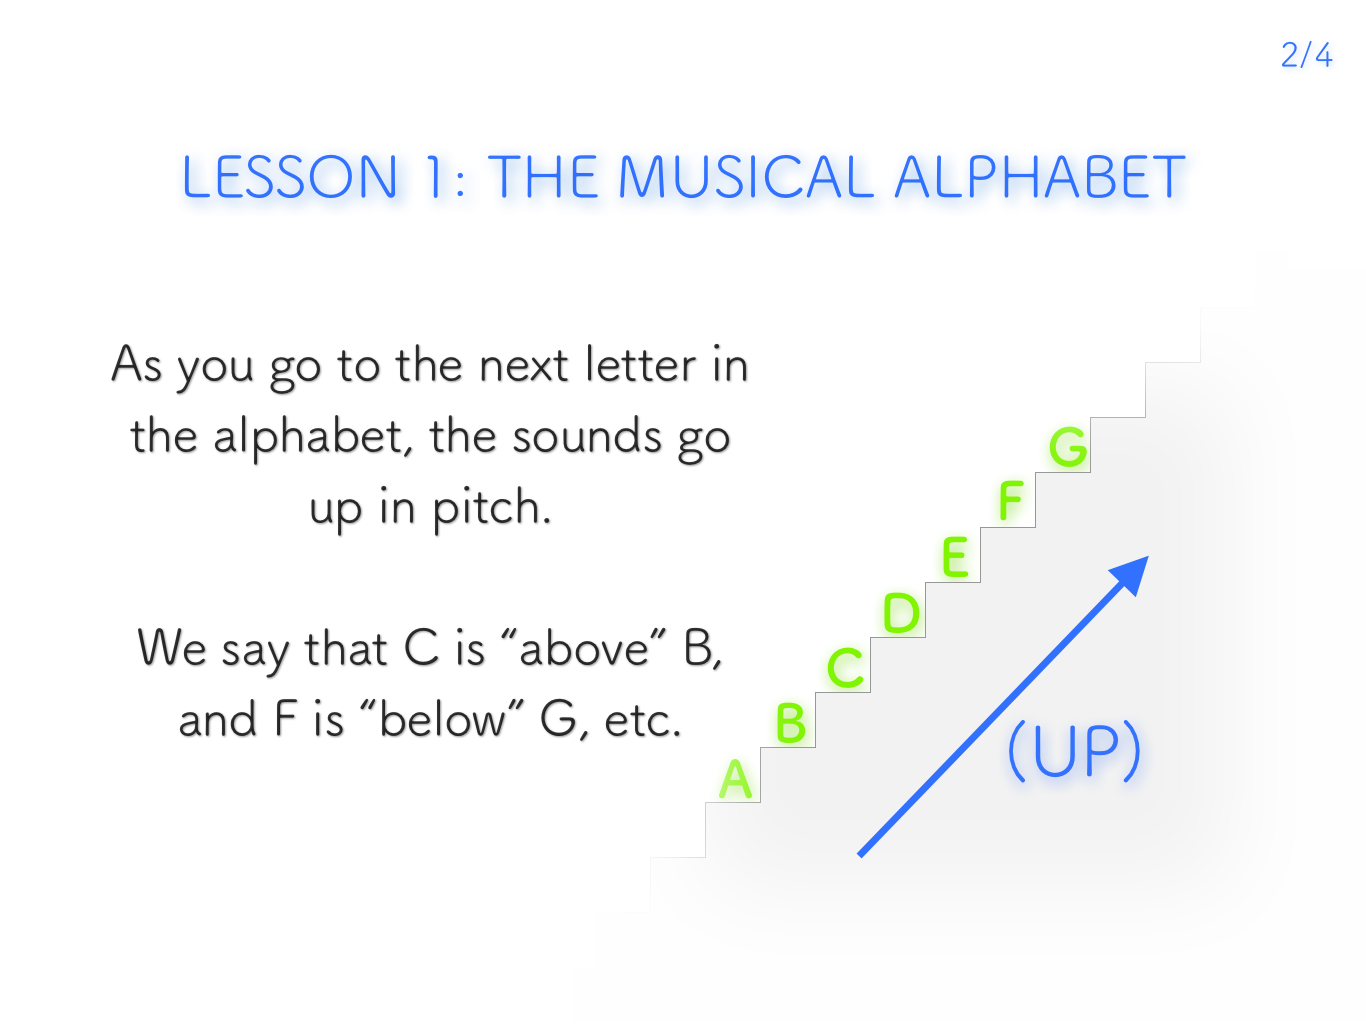 2/4
LESSON 1: THE MUSICAL ALPHABET
As you go to the next letter in
the alphabet, the sounds go
up in pitch.
We say that C is “above” B,
and F is “below” G, etc.
G
F
E
D
C
B
A
(UP)